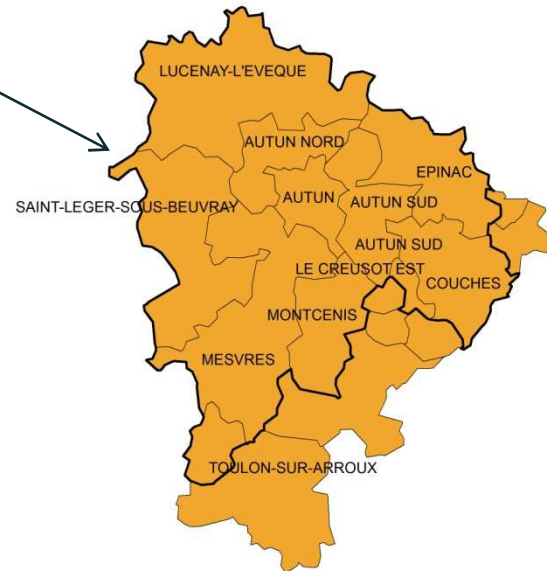 LUCENAY-L'EVEQUE
AUTUN NORD
EPINAC
SAINT-LEGER-SOUS-BEUVRAY
AUTUN
AUTUN SUD
AUTUN SUD
LE CREUSOT EST
COUCHES
MONTCENIS
MESVRES
TOULON-SUR-ARROUX